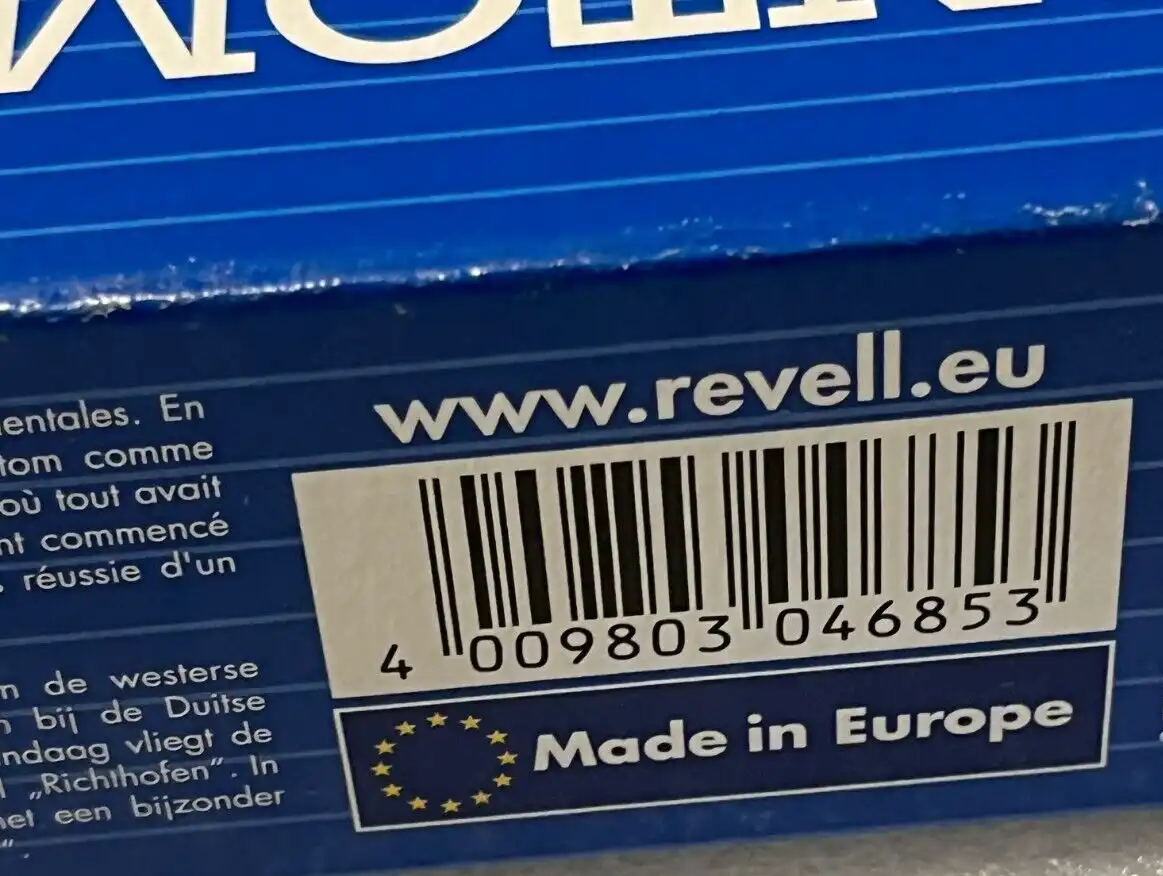 www.revell.eu
entales. En
tom comme
où tout avait
nt commencé
réussie d'un
de westerse
bij de Duitse
ndaag vliegt de
„Richthofen". In
een bijzonder
".
4 009803 046853
Made in Europe